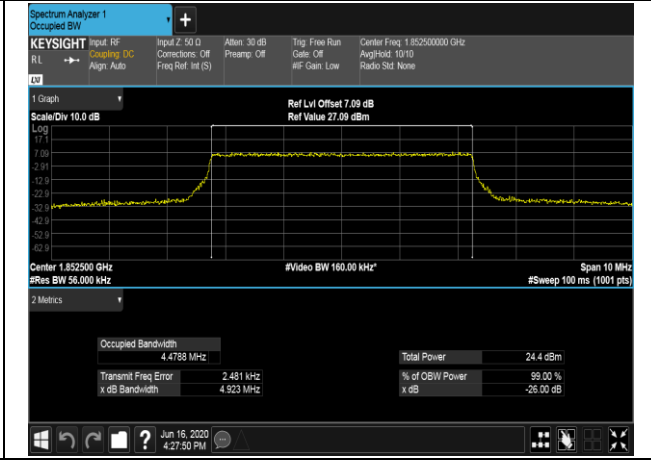 Spectrum Analyzer 1
Occupied BW
+
KEYSIGHT
RL
LXI
Input: RF
Coupling: DC
Align: Auto
Input Z: 50 Ω
Corrections: Off
Freq Ref: Int (S)
Atten: 30 dB
Preamp: Off
Trig: Free Run
Gate: Off
#IF Gain: Low
Center Freq: 1.852500000 GHz
Avg|Hold: 10/10
Radio Std: None
1 Graph
Scale/Div 10.0 dB
Ref Lvl Offset 7.09 dB
Ref Value 27.09 dBm
Log
17.1
7.09
-2.91
-12.9
-22.9
-32.9
-42.9
-52.9
-62.9
Center 1.852500 GHz
#Res BW 56.000 kHz
#Video BW 160.00 kHz*
Span 10 MHz
#Sweep 100 ms (1001 pts)
2 Metrics
Occupied Bandwidth
4.4788 MHz
Transmit Freq Error 2.481 kHz
x dB Bandwidth 4.923 MHz
Total Power 24.4 dBm
% of OBW Power 99.00 %
x dB -26.00 dB
?
Jun 16, 2020
4:27:50 PM